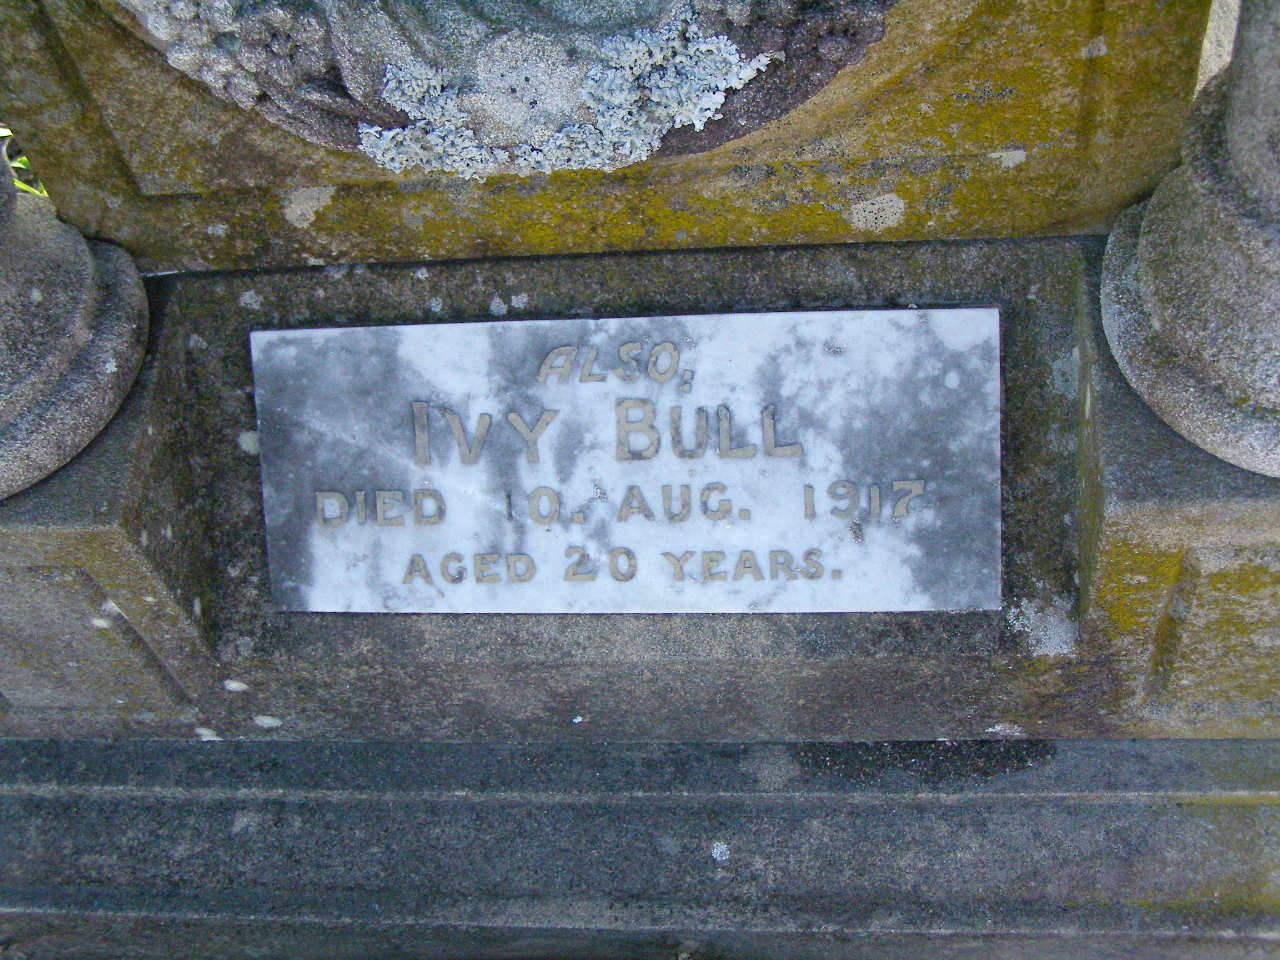 ALSO,
IVY BULL
DIED 10. AUG. 1917
AGED 20 YEARS.